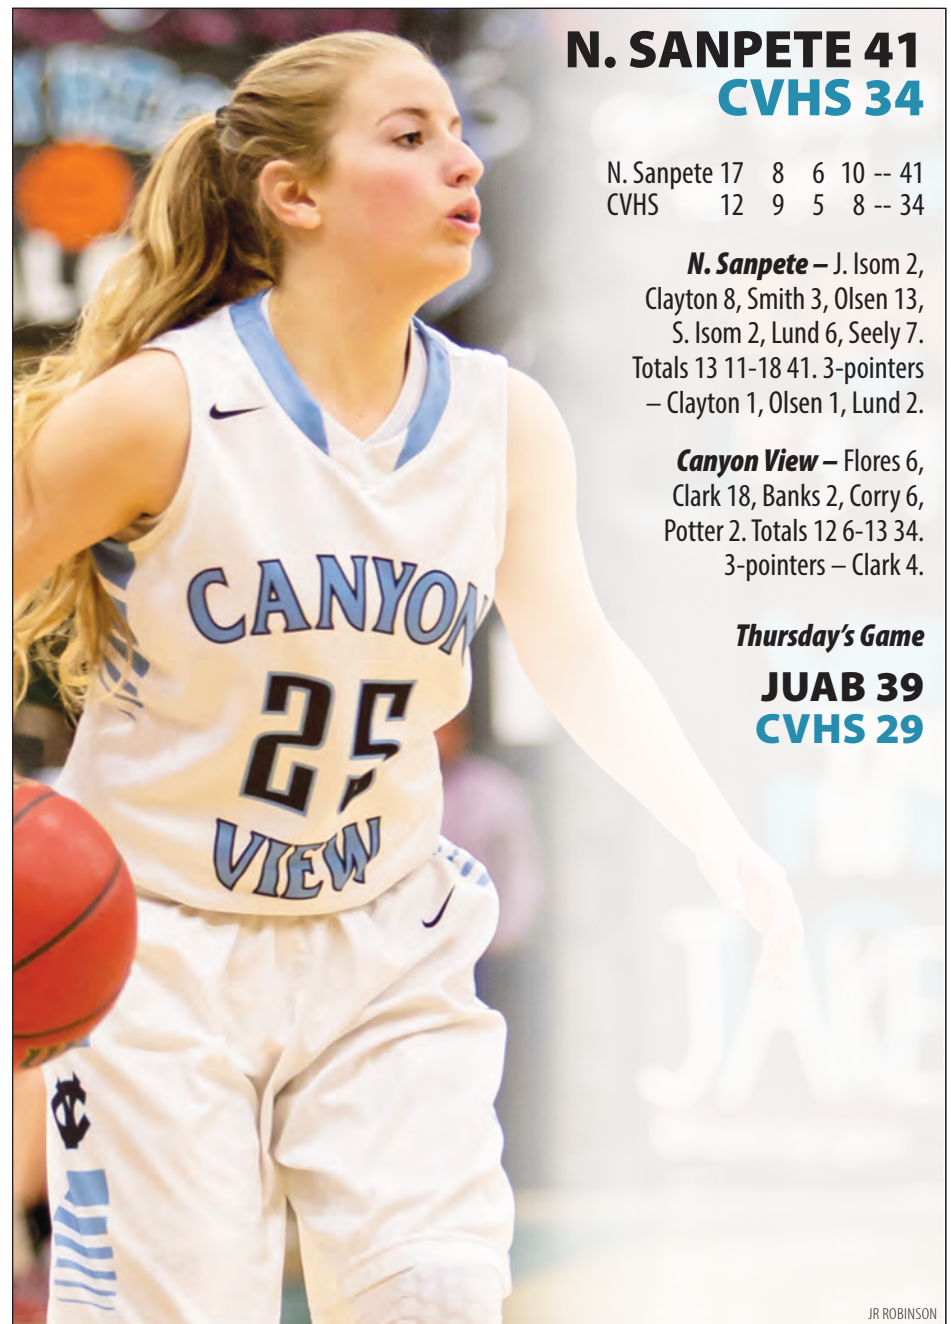 N. SANPETE 41
CVHS 34
N. Sanpete 17 8 6 10 -- 41
CVHS 12 9 5 8 -- 34
N. Sanpete – J. Isom 2,
Clayton 8, Smith 3, Olsen 13,
S. Isom 2, Lund 6, Seely 7.
Totals 13 11-18 41. 3-pointers
– Clayton 1, Olsen 1, Lund 2.
Canyon View – Flores 6,
Clark 18, Banks 2, Corry 6,
Potter 2. Totals 12 6-13 34.
3-pointers – Clark 4.
Thursday’s Game
JUAB 39
CVHS 29
CANYON
25
VIEW
JAKE
JR ROBINSON